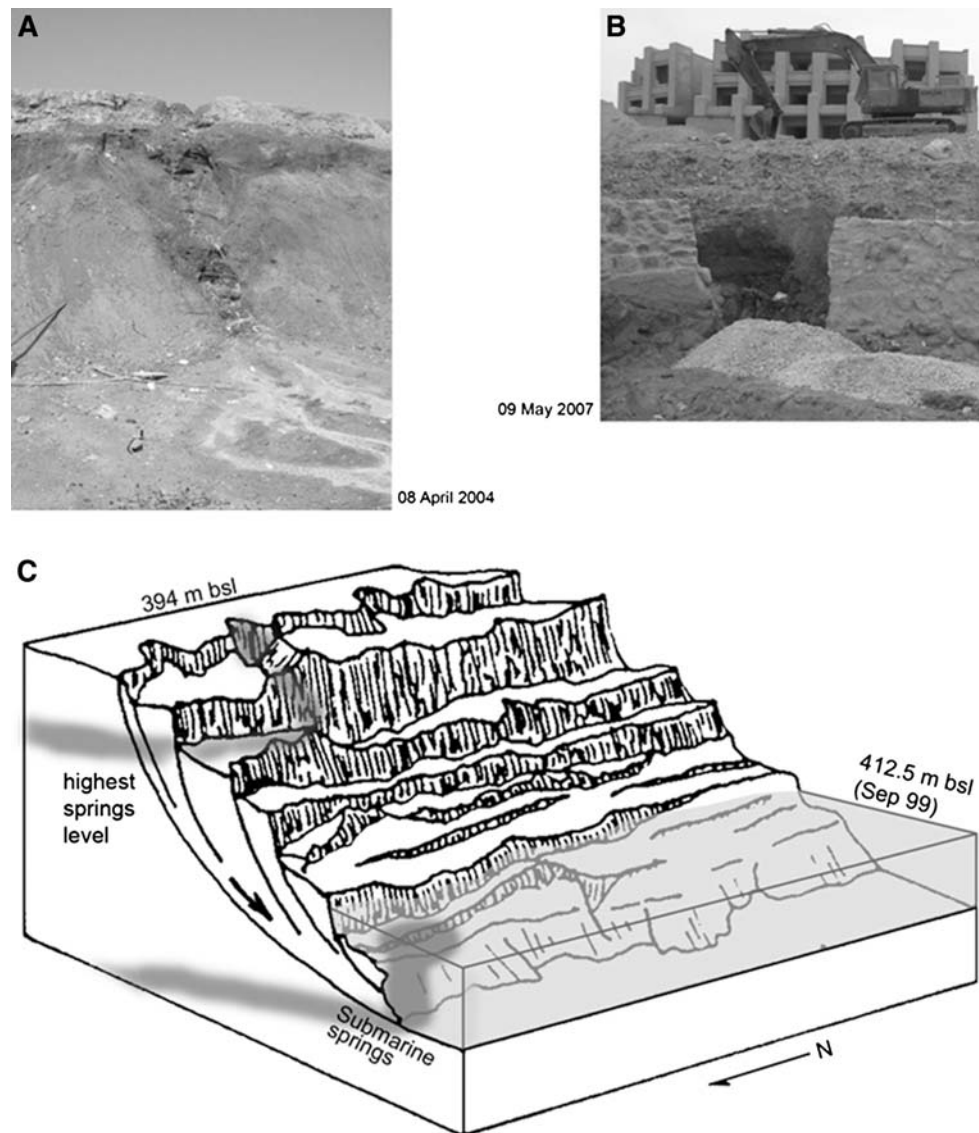 A
B
09 May 2007
08 April 2004
C
394 m bsl
highest
springs
level
412.5 m bsl
(Sep 99)
Submarine
springs
N